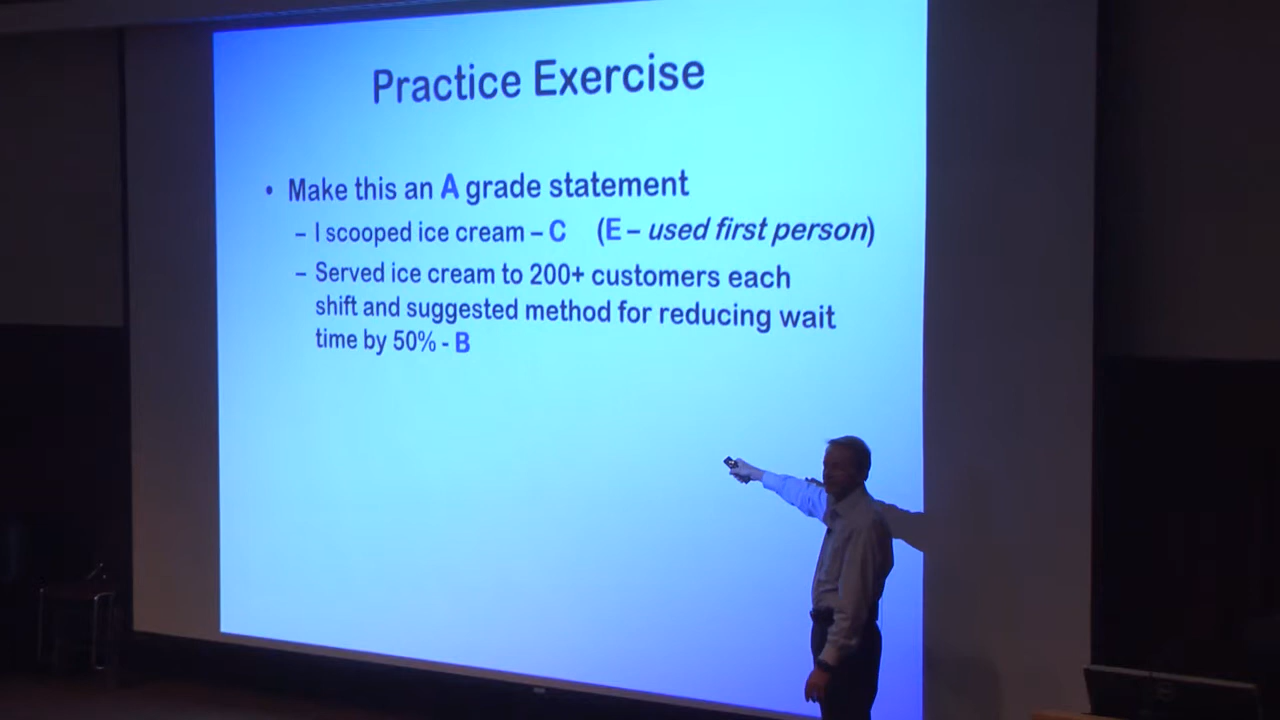 Practice Exercise
• Make this an A grade statement
– I scooped ice cream – C (E – used first person)
– Served ice cream to 200+ customers each
shift and suggested method for reducing wait
time by 50% - B